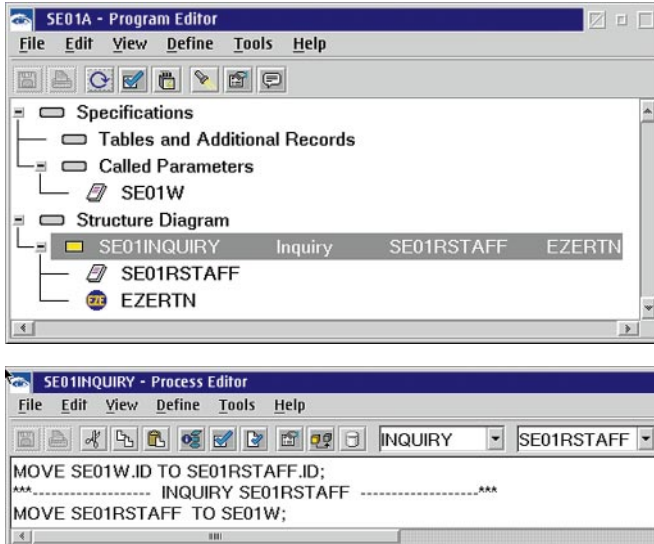 SE01A - Program Editor
File Edit View Define Tools Help
Specifications
Tables and Additional Records
Called Parameters
SE01W
Structure Diagram
SE01INQUIRY Inquiry SE01RSTAFF EZERTN
SE01RSTAFF
EZE EZERTN
SE01INQUIRY - Process Editor
File Edit View Define Tools Help
INQUIRY SE01RSTAFF
MOVE SE01W.ID TO SE01RSTAFF.ID;
***------------------- INQUIRY SE01RSTAFF -------------------***
MOVE SE01RSTAFF TO SE01W;